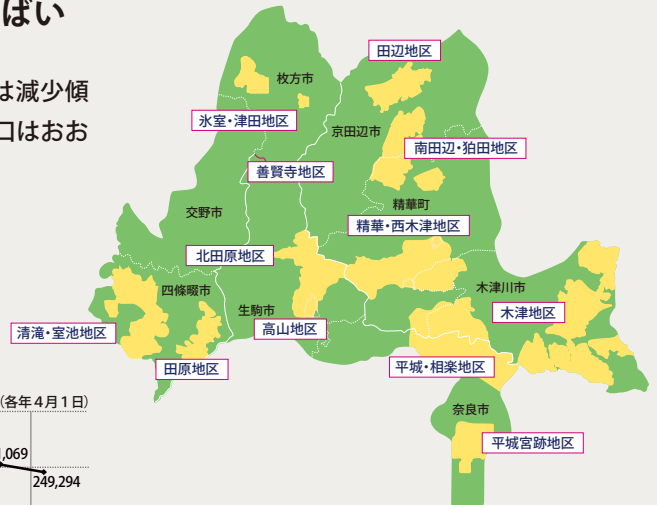 ばい
は減少傾
口はおお
田辺地区
枚方市
氷室・津田地区
京田辺市
南田辺・狛田地区
善賢寺地区
精華町
交野市
精華・西木津地区
北田原地区
木津川市
四條畷市
生駒市
木津地区
清滝・室池地区
高山地区
田原地区
平城・相楽地区
(各年4月1日)
奈良市
平城宮跡地区
,069
249,294